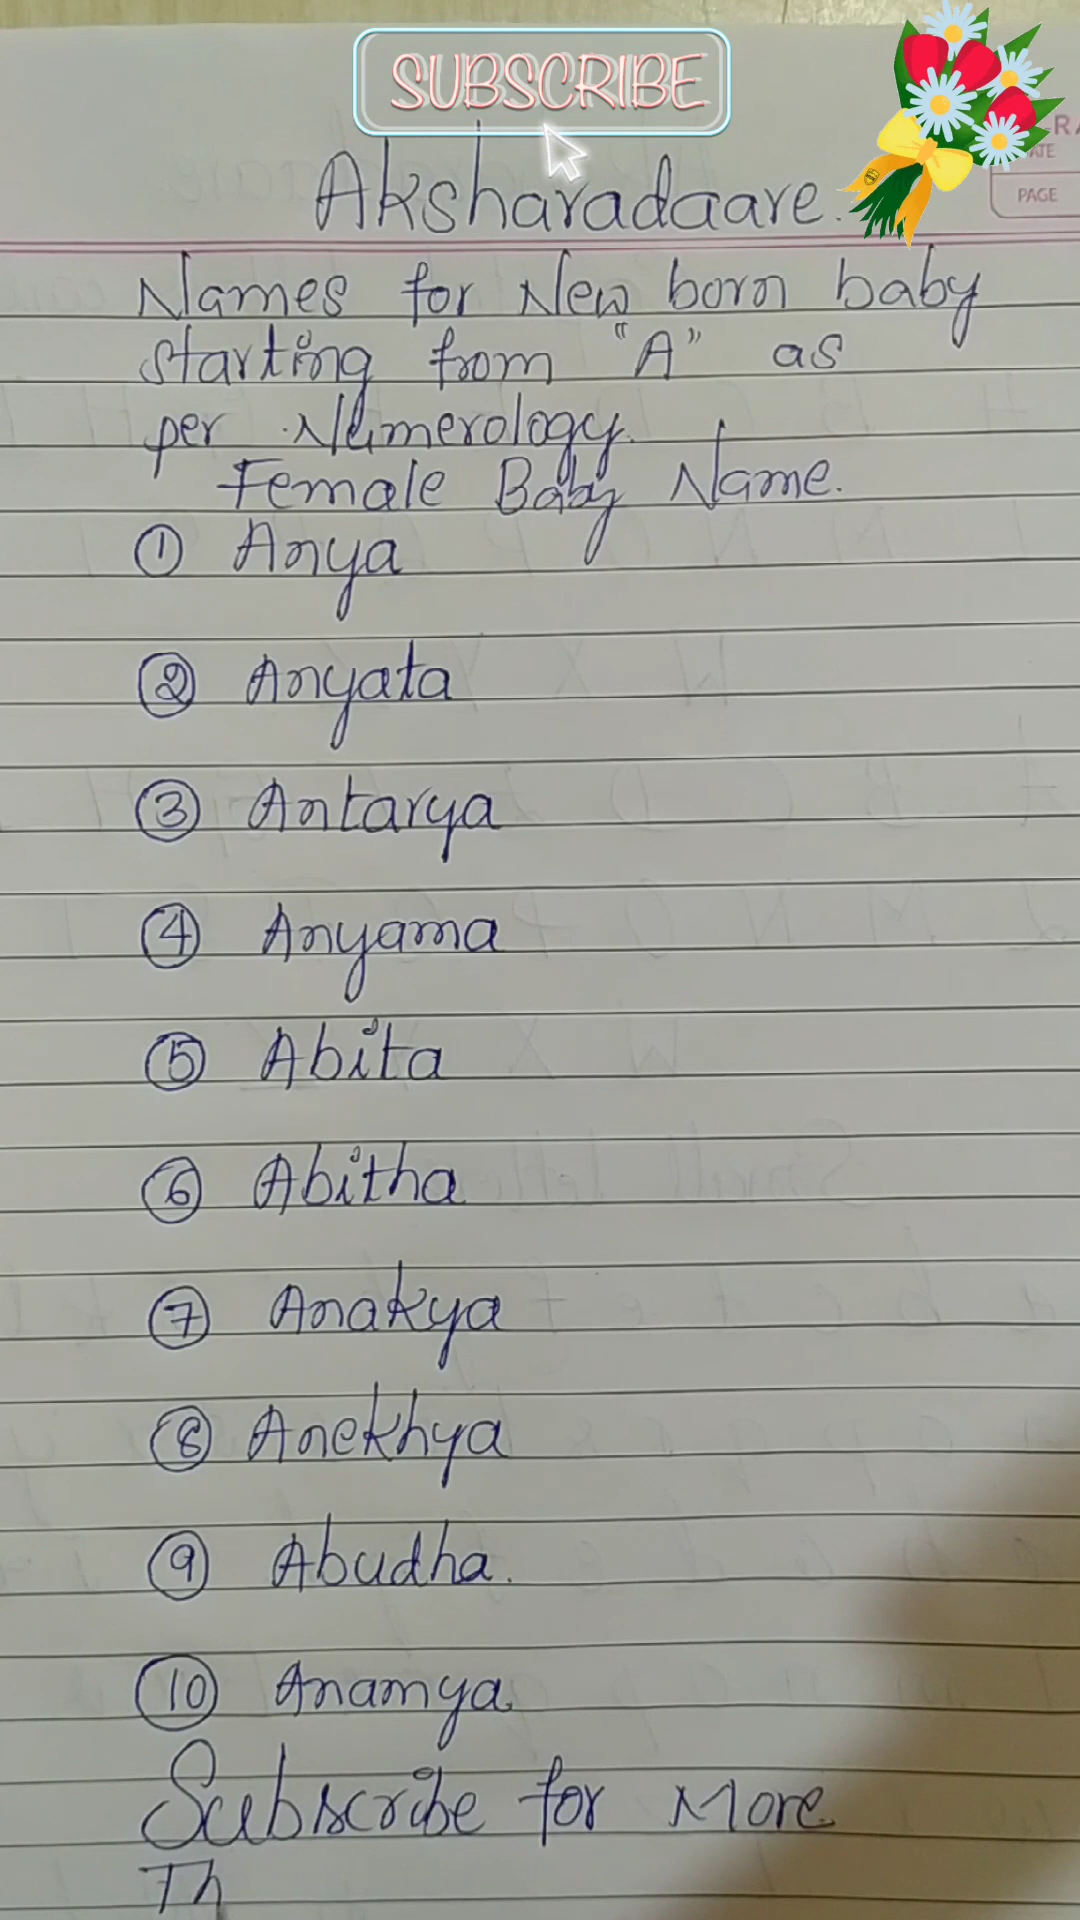 SUBSCRIBE
Aksharadaare.
PAGE
Names for New born baby
starting from "A" as
per Numerology.
Female Baby Name.
1 Anya
2 Anyata
3 Antarya
4 Anyama
5 Abita
6 Abitha
7 Anakya
8 Anekhya
9 Abudha.
10 Anamya
Subscribe for More
Th